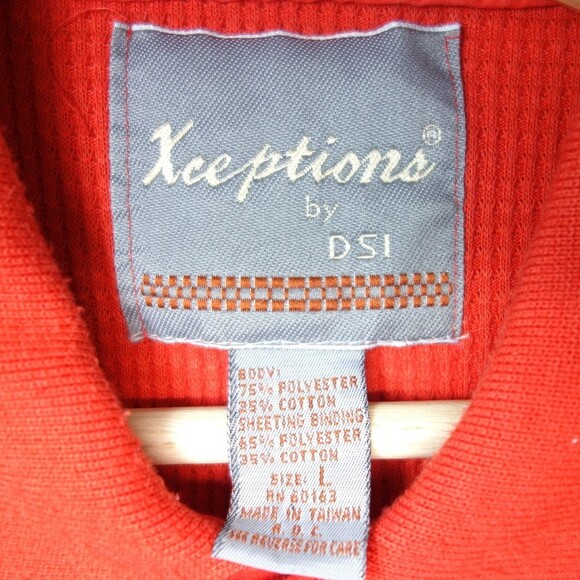 Xceptions®
by
DSI
BODY:
75% POLYESTER
25% COTTON
SHEETING BINDING
65% POLYESTER
35% COTTON
SIZE: L
RN 60163
MADE IN TAIWAN
R.O.C.
SEE REVERSE FOR CARE